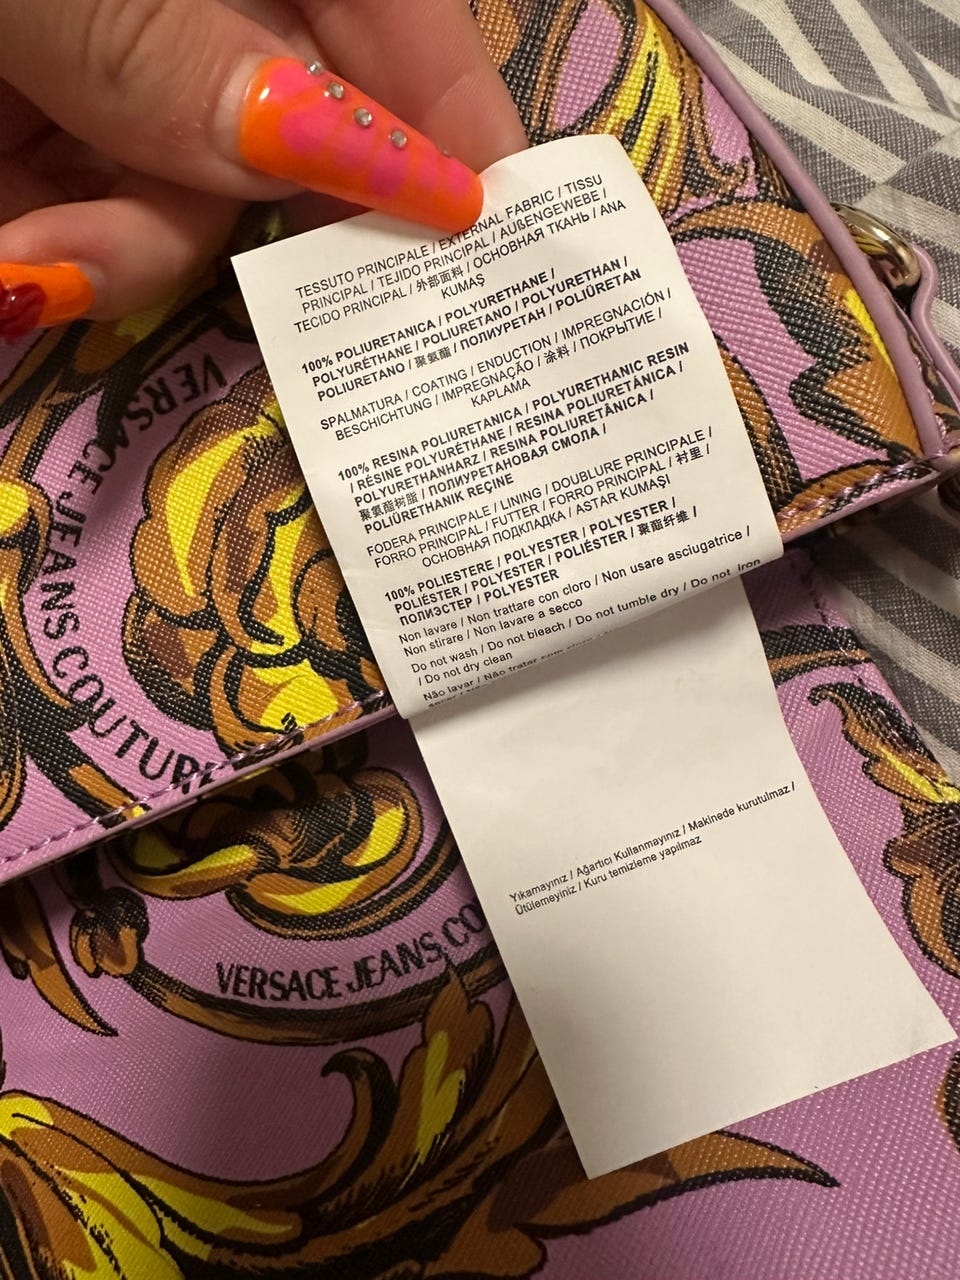 TESSUTO PRINCIPALE / EXTERNAL FABRIC / TISSU
PRINCIPAL / TEJIDO PRINCIPAL / AUßENGEWEBE /
TECIDO PRINCIPAL / 外部面料 / ОСНОВНАЯ ТКАНЬ / ANA
KUMAŞ
100% POLIURETANICA / POLYURETHANE /
POLYURÉTHANE / POLIURETANO / POLYURETHAN /
POLIURETANO / 聚氨酯 / ПОЛИУРЕТАН / POLIÜRETAN
SPALMATURA / COATING / ENDUCTION / IMPREGNACIÓN /
BESCHICHTUNG / IMPREGNAÇÃO / 涂料 / ПОКРЫТИЕ /
KAPLAMA
100% RESINA POLIURETANICA / POLYURETHANIC RESIN
/ RÉSINE POLYURÉTHANE / RESINA POLIURETÁNICA /
POLYURETHANHARZ / RESINA POLIURETÂNICA /
聚氨酯树脂 / ПОЛИУРЕТАНОВАЯ СМОЛА /
POLIÜRETHANIK REÇINE
FODERA PRINCIPALE / LINING / DOUBLURE PRINCIPALE /
FORRO PRINCIPAL / FUTTER / FORRO PRINCIPAL / 衬里 /
ОСНОВНАЯ ПОДКЛАДКА / ASTAR KUMAŞI
100% POLIESTERE / POLYESTER / POLYESTER /
POLIÉSTER / POLYESTER / POLIÉSTER / 聚酯纤维 /
ПОЛИЭСТЕР / POLYESTER
Non lavare / Non trattare con cloro / Non usare asciugatrice /
Non stirare / Non lavare a secco
Do not wash / Do not bleach / Do not tumble dry / Do not iron
/ Do not dry clean
Não lavar / Não tratar com cloro /
Yıkamayınız / Ağartıcı Kullanmayınız / Makinede kurutulmaz /
Ütülemeyiniz / Kuru temizleme yapılmaz
VERSACE JEANS COUTURE
VERSACE JEANS CO